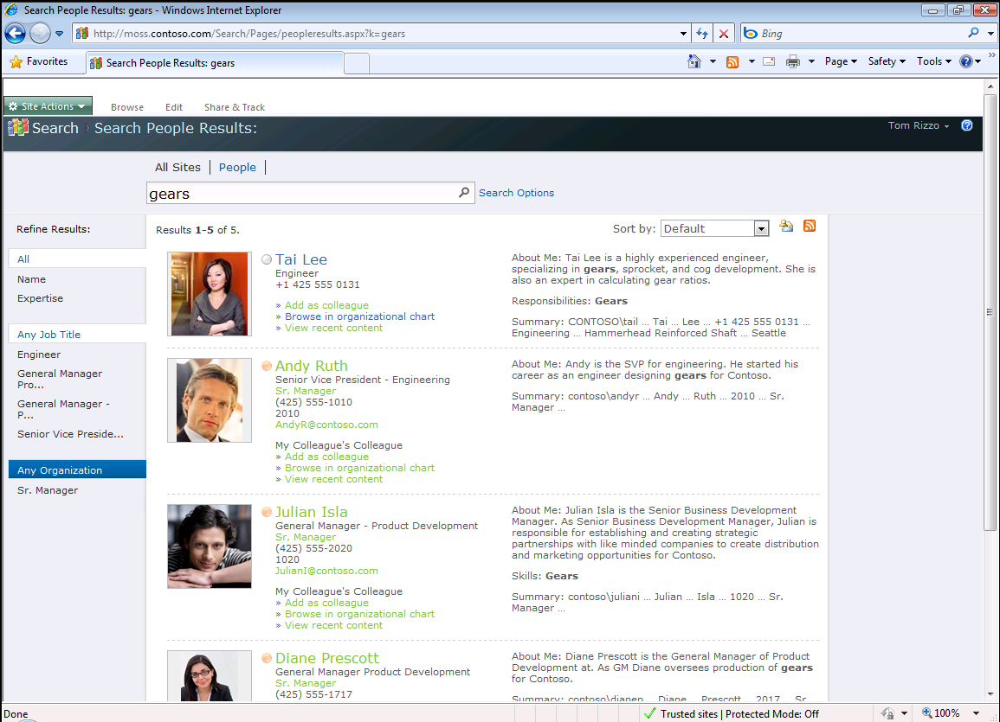 Search People Results: gears - Windows Internet Explorer
http://moss.contoso.com/Search/Pages/peopleresults.aspx?k=gears
Bing
Favorites
Search People Results: gears
Page
Safety
Tools
Site Actions
Browse
Edit
Share & Track
Search
Search People Results:
Tom Rizzo
All Sites
People
gears
Search Options
Refine Results:
All
Name
Expertise
Any Job Title
Engineer
General Manager
Pro...
General Manager -
P...
Senior Vice Preside...
Any Organization
Sr. Manager
Results 1-5 of 5.
Sort by:
Default
Tai Lee
Engineer
+1 425 555 0131
» Add as colleague
» Browse in organizational chart
» View recent content
About Me: Tai Lee is a highly experienced engineer,
specializing in gears, sprocket, and cog development. She is
also an expert in calculating gear ratios.
Responsibilities: Gears
Summary: CONTOSO\tail ... Tai ... Lee ... +1 425 555 0131 ...
Engineering ... Hammerhead Reinforced Shaft ... Seattle
Andy Ruth
Senior Vice President - Engineering
Sr. Manager
(425) 555-1010
2010
AndyR@contoso.com
My Colleague's Colleague
» Add as colleague
» Browse in organizational chart
» View recent content
About Me: Andy is the SVP for engineering. He started his
career as an engineer designing gears for Contoso.
Summary: contoso\andyr ... Andy ... Ruth ... 2010 ... Sr.
Manager ...
Julian Isla
General Manager - Product Development
Sr. Manager
(425) 555-2020
1020
JulianI@contoso.com
My Colleague's Colleague
» Add as colleague
» Browse in organizational chart
» View recent content
About Me: Julian Isla is the Senior Business Development
Manager. As Senior Business Development Manager, Julian is
responsible for establishing and creating strategic
partnerships with like minded companies to create distribution
and marketing opportunities for Contoso.
Skills: Gears
Summary: contoso\juliani ... Julian ... Isla ... 1020 ... Sr.
Manager ...
Diane Prescott
General Manager Product Development
Sr. Manager
(425) 555-1717
About Me: Diane Prescott is the General Manager of Product
Development at. As GM Diane oversees production of gears
for Contoso.
Summary: contoso\dianep Diane Prescott 2017 Sr.
Done
Trusted sites | Protected Mode: Off
100%